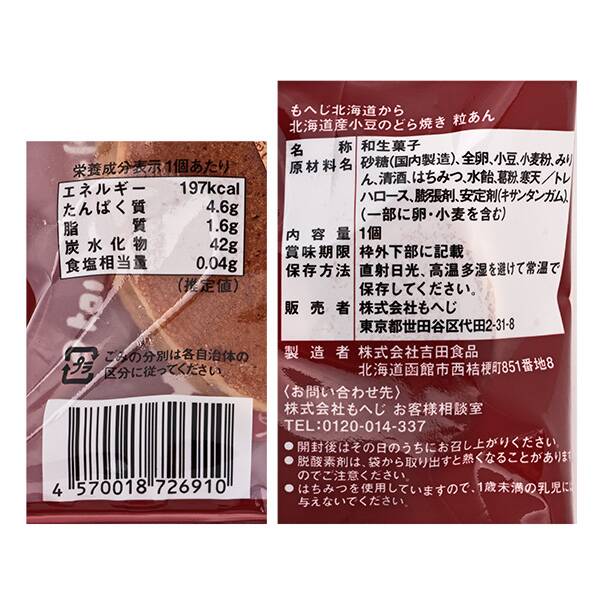 栄養成分表示1個あたり
エネルギー 197kcal
たんぱく質 4.6g
脂質 1.6g
炭水化物 42g
食塩相当量 0.04g
(推定値)
プラ
ごみの分別は各自治体の
区分に従ってください。
4 570018 726910
もへじ北海道から
北海道産小豆のどら焼き 粒あん
名称 和生菓子
原材料名 砂糖(国内製造)、全卵、小豆、小麦粉、みり
ん、清酒、はちみつ、水飴、葛粉、寒天/トレ
ハロース、膨張剤、安定剤(キサンタンガム)、
(一部に卵・小麦を含む)
内容量 1個
賞味期限 枠外下部に記載
保存方法 直射日光、高温多湿を避けて常温で
保存してください。
販売者 株式会社もへじ
東京都世田谷区代田2-31-8
製造者 株式会社吉田食品
北海道函館市西桔梗町851番地8
〈お問い合わせ先〉
株式会社もへじ お客様相談室
TEL:0120-014-337
●開封後はその日のうちにお召し上がりください。
●脱酸素剤は、袋から取り出すと熱くなることがあります
のでご注意ください。
●はちみつを使用していますので、1歳未満の乳児に
与えないでください。